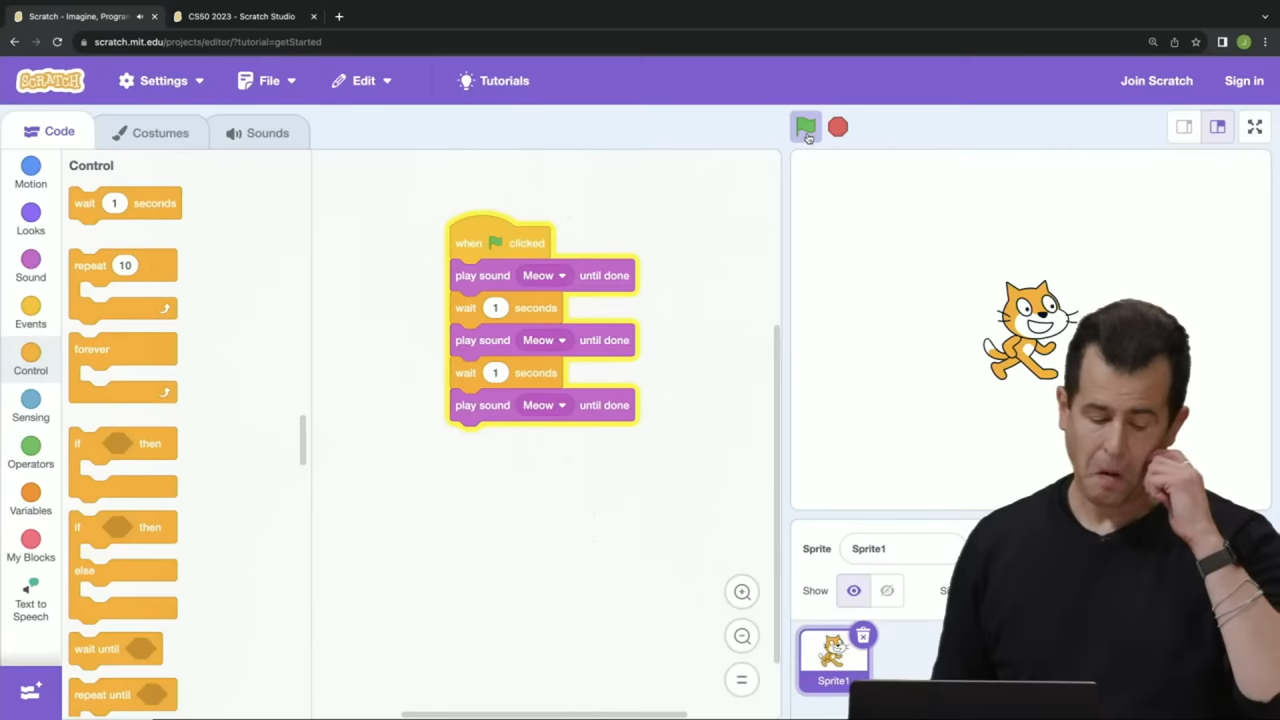 Scratch - Imagine, Progran
CS50 2023 - Scratch Studio
scratch.mit.edu/projects/editor/?tutorial=getStarted
SCRATCH
Settings
File
Edit
Tutorials
Join Scratch
Sign in
Code
Costumes
Sounds
Motion
Looks
Sound
Events
Control
Sensing
Operators
Variables
My Blocks
Text to
Speech
Control
wait 1 seconds
repeat 10
forever
if then
if then
else
wait until
repeat until
when clicked
play sound Meow until done
wait 1 seconds
play sound Meow until done
wait 1 seconds
play sound Meow until done
Sprite Sprite1
Show
Sprite1
J